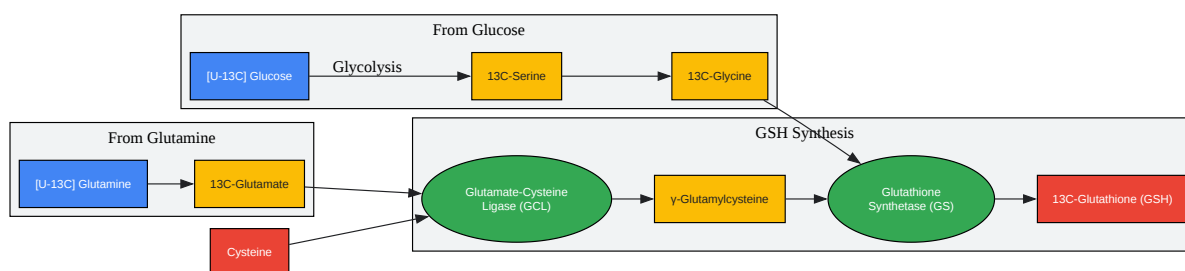 From Glucose
[U-13C] Glucose
Glycolysis
13C-Serine
13C-Glycine
From Glutamine
[U-13C] Glutamine
13C-Glutamate
Cysteine
GSH Synthesis
Glutamate-Cysteine
Ligase (GCL)
γ-Glutamylcysteine
Glutathione
Synthetase (GS)
13C-Glutathione (GSH)